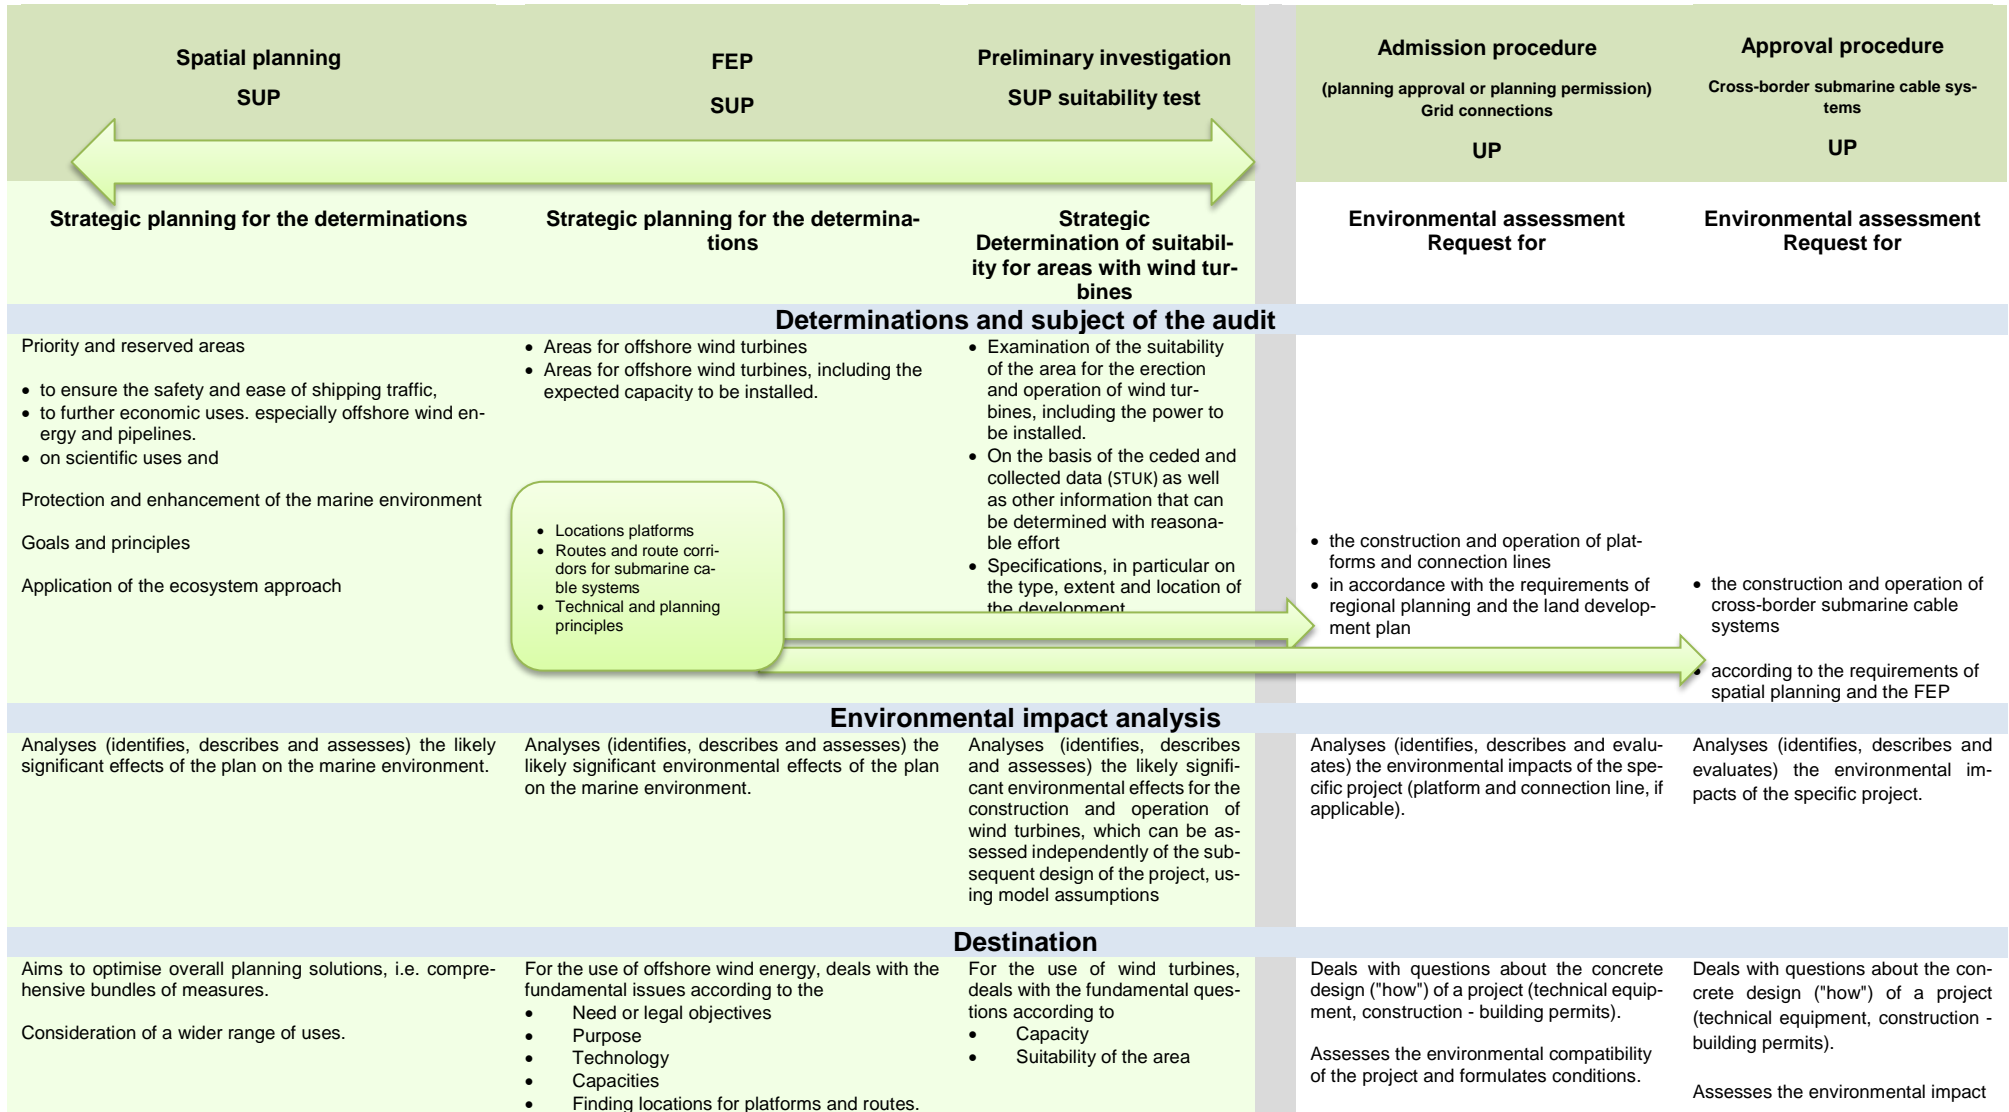 Spatial planning
SUP
FEP
SUP
Preliminary investigation
SUP suitability test
Admission procedure
(planning approval or planning permission)
Grid connections
UP
Approval procedure
Cross-border submarine cable sys-
tems
UP
Strategic planning for the determinations
Strategic planning for the determina-
tions
Strategic
Determination of suitabil-
ity for areas with wind tur-
bines
Environmental assessment
Request for
Environmental assessment
Request for
Determinations and subject of the audit
Priority and reserved areas
• to ensure the safety and ease of shipping traffic,
• to further economic uses. especially offshore wind en-
ergy and pipelines.
• on scientific uses and
Protection and enhancement of the marine environment
Goals and principles
Application of the ecosystem approach
• Areas for offshore wind turbines
• Areas for offshore wind turbines, including the
expected capacity to be installed.
• Locations platforms
• Routes and route corri-
dors for submarine ca-
ble systems
• Technical and planning
principles
• Examination of the suitability
of the area for the erection
and operation of wind tur-
bines, including the power to
be installed.
• On the basis of the ceded and
collected data (STUK) as well
as other information that can
be determined with reasona-
ble effort
• Specifications, in particular on
the type, extent and location of
the development
• the construction and operation of plat-
forms and connection lines
• in accordance with the requirements of
regional planning and the land develop-
ment plan
• the construction and operation of
cross-border submarine cable
systems
• according to the requirements of
spatial planning and the FEP
Environmental impact analysis
Analyses (identifies, describes and assesses) the likely
significant effects of the plan on the marine environment.
Analyses (identifies, describes and assesses) the
likely significant environmental effects of the plan
on the marine environment.
Analyses (identifies, describes
and assesses) the likely signifi-
cant environmental effects for the
construction and operation of
wind turbines, which can be as-
sessed independently of the sub-
sequent design of the project, us-
ing model assumptions
Analyses (identifies, describes and evalu-
ates) the environmental impacts of the spe-
cific project (platform and connection line, if
applicable).
Analyses (identifies, describes and
evaluates) the environmental im-
pacts of the specific project.
Destination
Aims to optimise overall planning solutions, i.e. compre-
hensive bundles of measures.
Consideration of a wider range of uses.
For the use of offshore wind energy, deals with the
fundamental issues according to the
• Need or legal objectives
• Purpose
• Technology
• Capacities
• Finding locations for platforms and routes.
For the use of wind turbines,
deals with the fundamental ques-
tions according to
• Capacity
• Suitability of the area
Deals with questions about the concrete
design ("how") of a project (technical equip-
ment, construction - building permits).
Assesses the environmental compatibility
of the project and formulates conditions.
Deals with questions about the con-
crete design ("how") of a project
(technical equipment, construction -
building permits).
Assesses the environmental impact